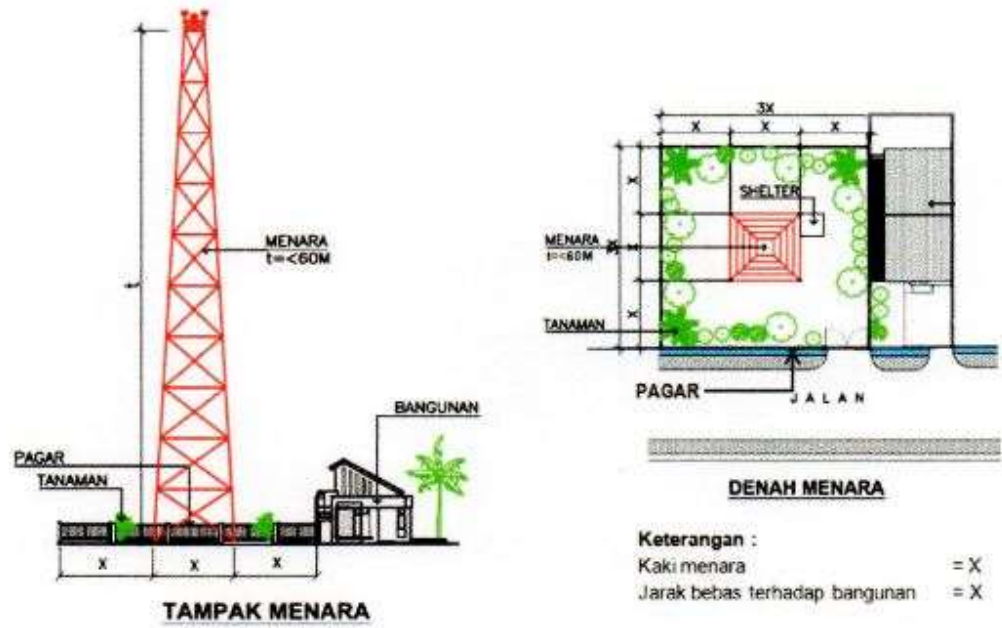 t
MENARA
t=<60M
PAGAR
TANAMAN
BANGUNAN
X X X
TAMPAK MENARA
3X
X X X
X
X
X
3X
SHELTER
MENARA
t=<60M
TANAMAN
PAGAR
J A L A N
DENAH MENARA
Keterangan :
Kaki menara = X
Jarak bebas terhadap bangunan = X